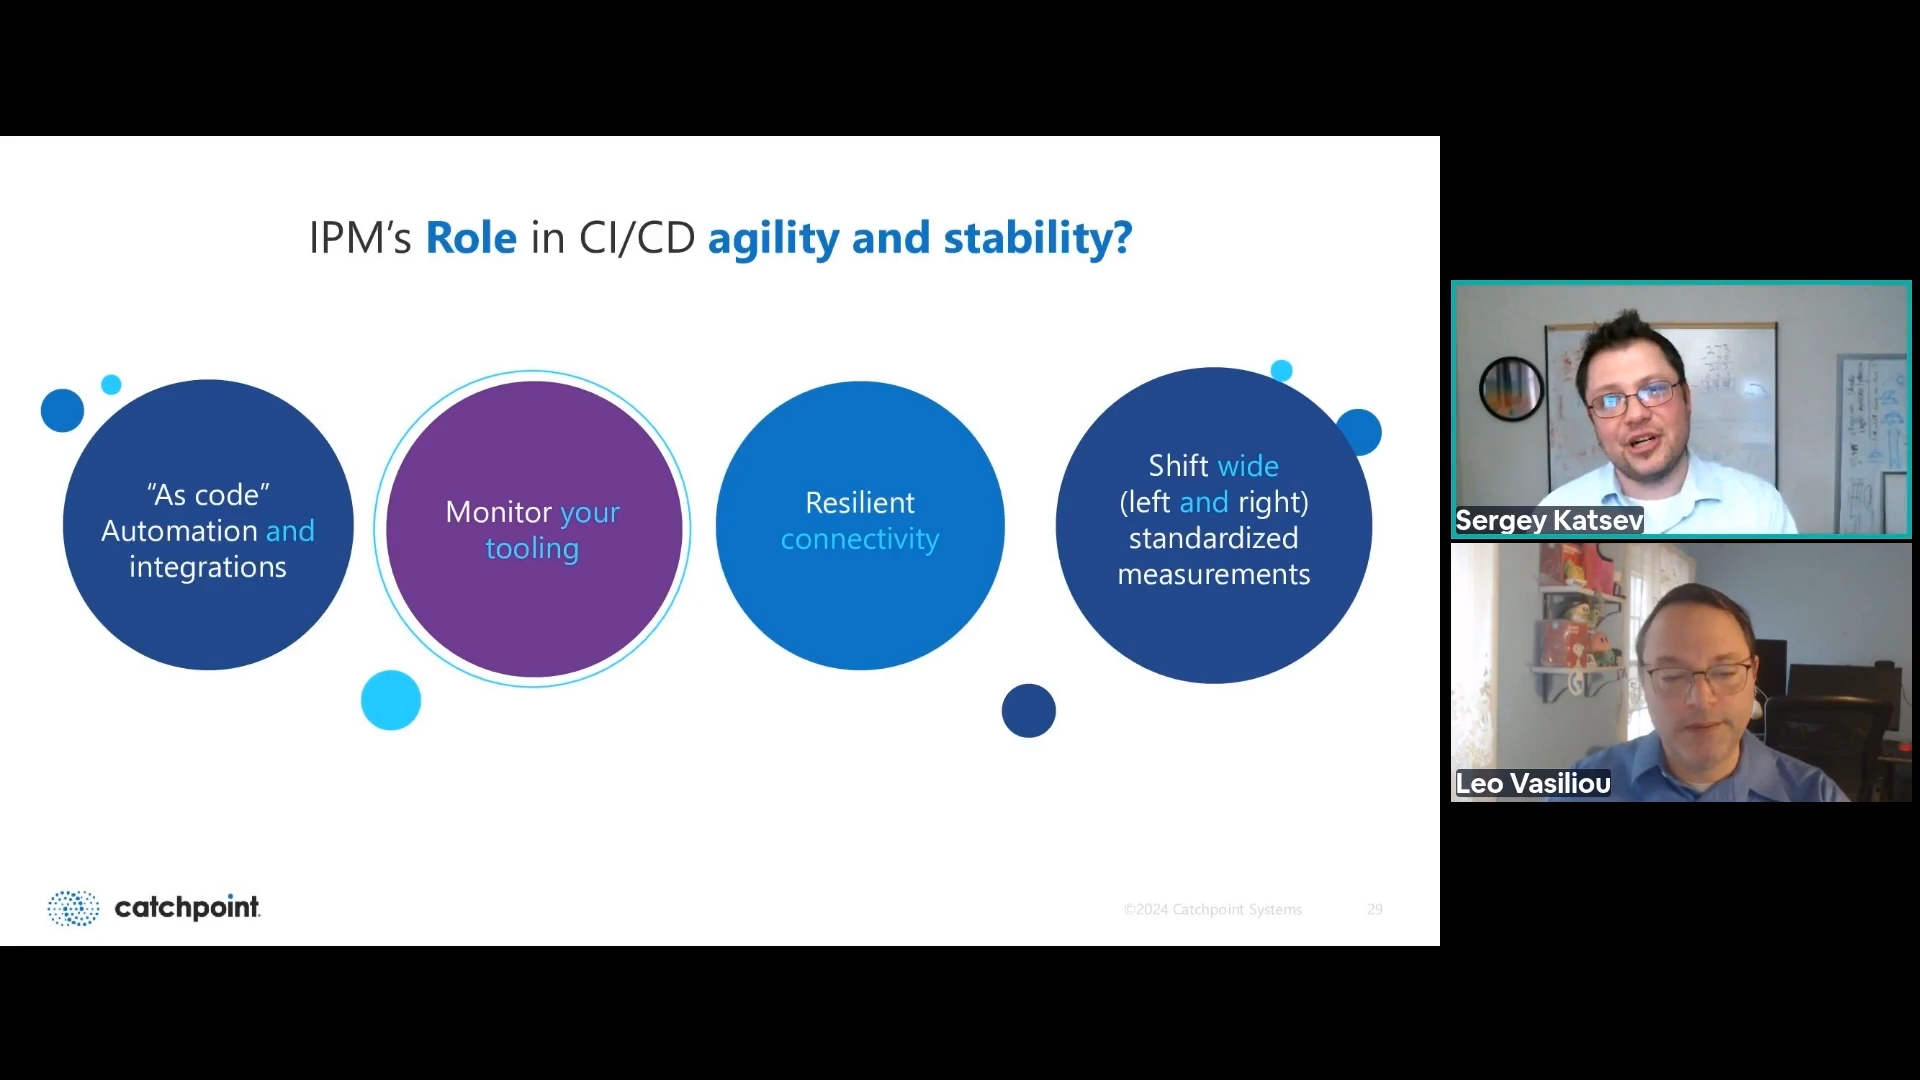 IPM’s Role in CI/CD agility and stability?
“As code”
Automation and
integrations
Monitor your
tooling
Resilient
connectivity
Shift wide
(left and right)
standardized
measurements
catchpoint.
©2024 Catchpoint Systems
29
Sergey Katsev
Leo Vasiliou